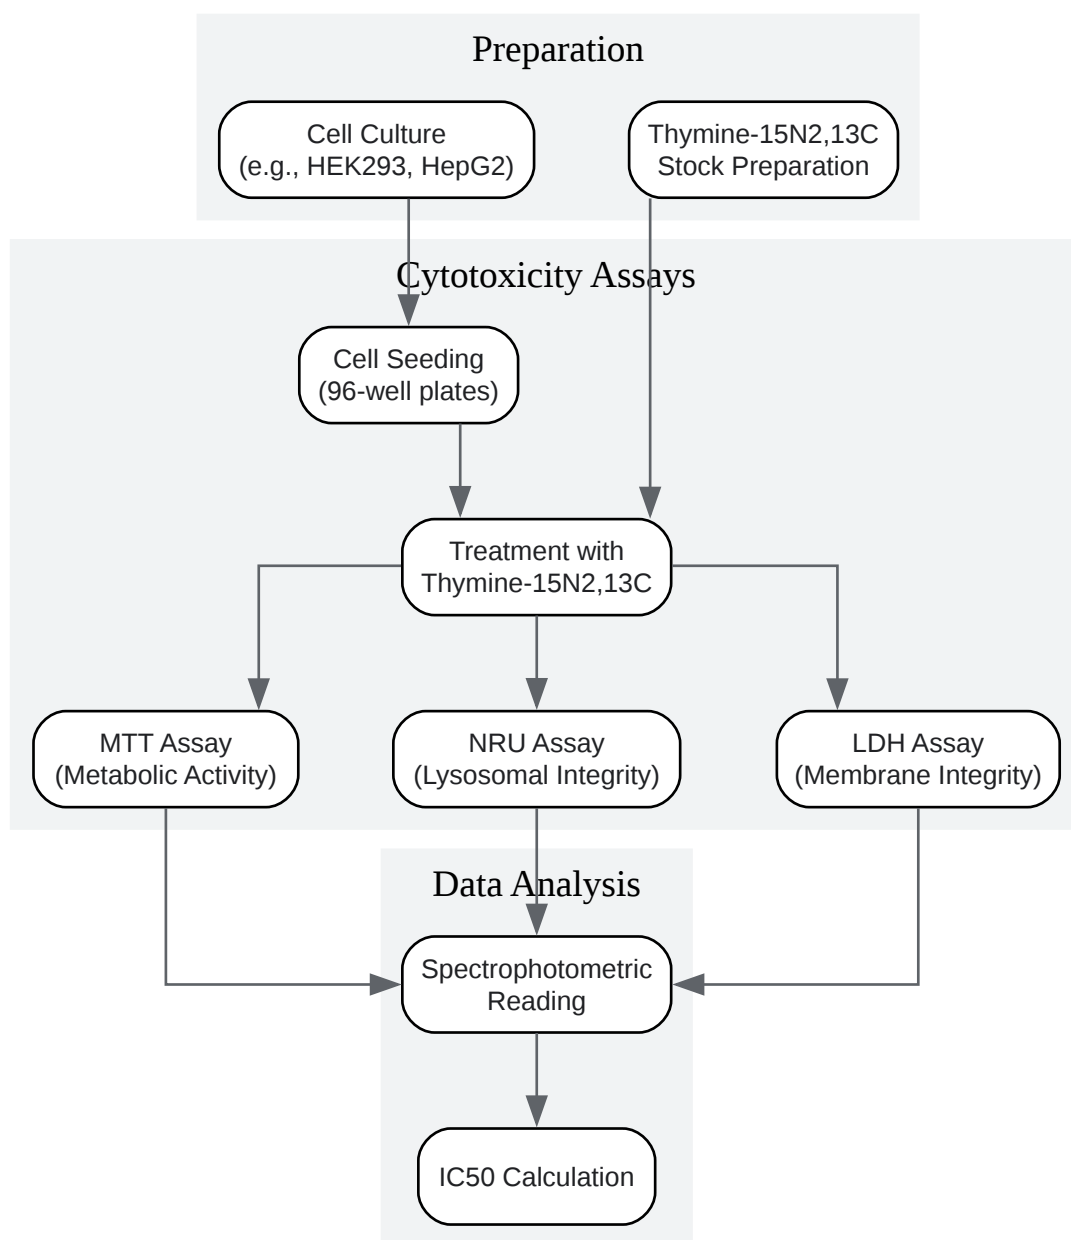 Preparation
Cell Culture
(e.g., HEK293, HepG2)
Thymine-15N2,13C
Stock Preparation
Cytotoxicity Assays
Cell Seeding
(96-well plates)
Treatment with
Thymine-15N2,13C
MTT Assay
(Metabolic Activity)
NRU Assay
(Lysosomal Integrity)
LDH Assay
(Membrane Integrity)
Data Analysis
Spectrophotometric
Reading
IC50 Calculation